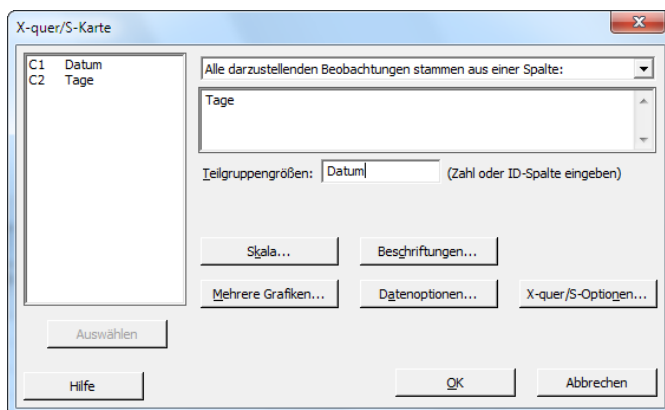 X-quer/S-Karte
C1 Datum
C2 Tage
Alle darzustellenden Beobachtungen stammen aus einer Spalte:
Tage
Teilgruppengrößen: Datum (Zahl oder ID-Spalte eingeben)
Skala... Beschriftungen...
Mehrere Grafiken... Datenoptionen... X-quer/S-Optionen...
Auswählen
Hilfe OK Abbrechen